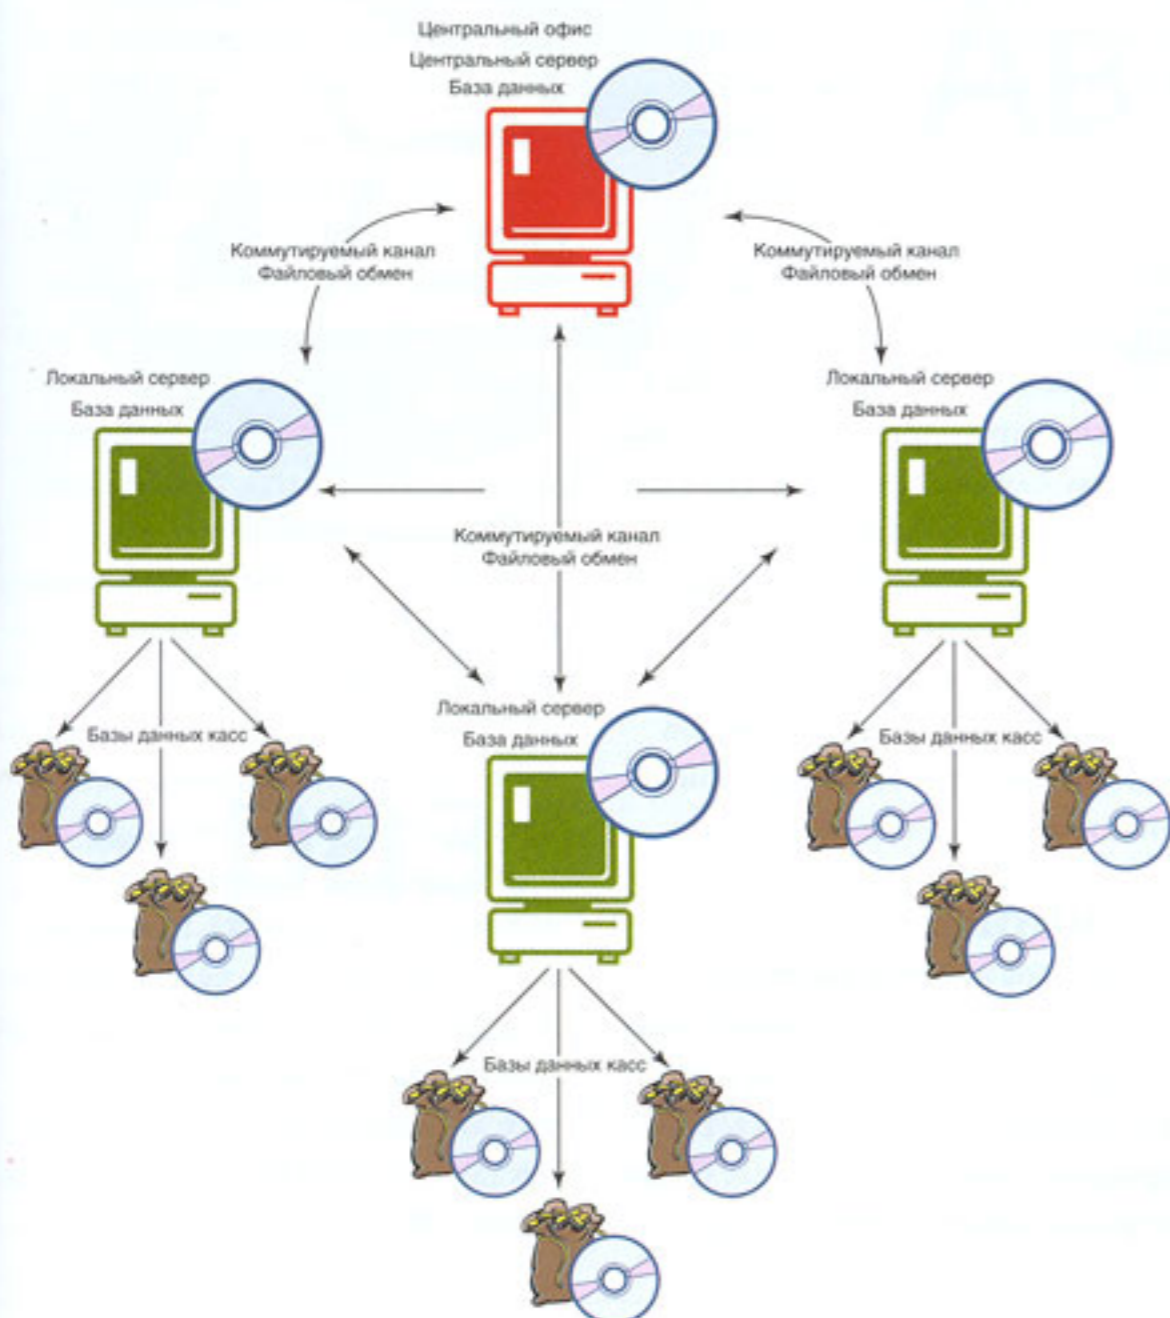 Центральный офис
Центральный сервер
База данных
Коммутируемый канал
Файловый обмен
Коммутируемый канал
Файловый обмен
Локальный сервер
База данных
Локальный сервер
База данных
Коммутируемый канал
Файловый обмен
Локальный сервер
База данных
Базы данных касс
Базы данных касс
Базы данных касс